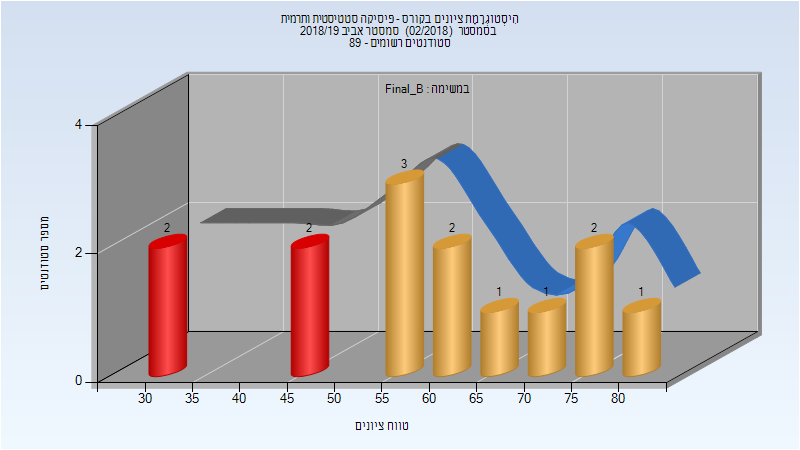 היסטוגרמת ציונים בקורס - פיסיקה סטטיסטית ותרמית
בסמסטר (02/2018) סמסטר אביב 2018/19
סטודנטים רשומים - 89
במשימה : Final_B
מספר סטודנטים
4
2
0
2
2
3
2
1
1
2
1
30 35 40 45 50 55 60 65 70 75 80
טווח ציונים